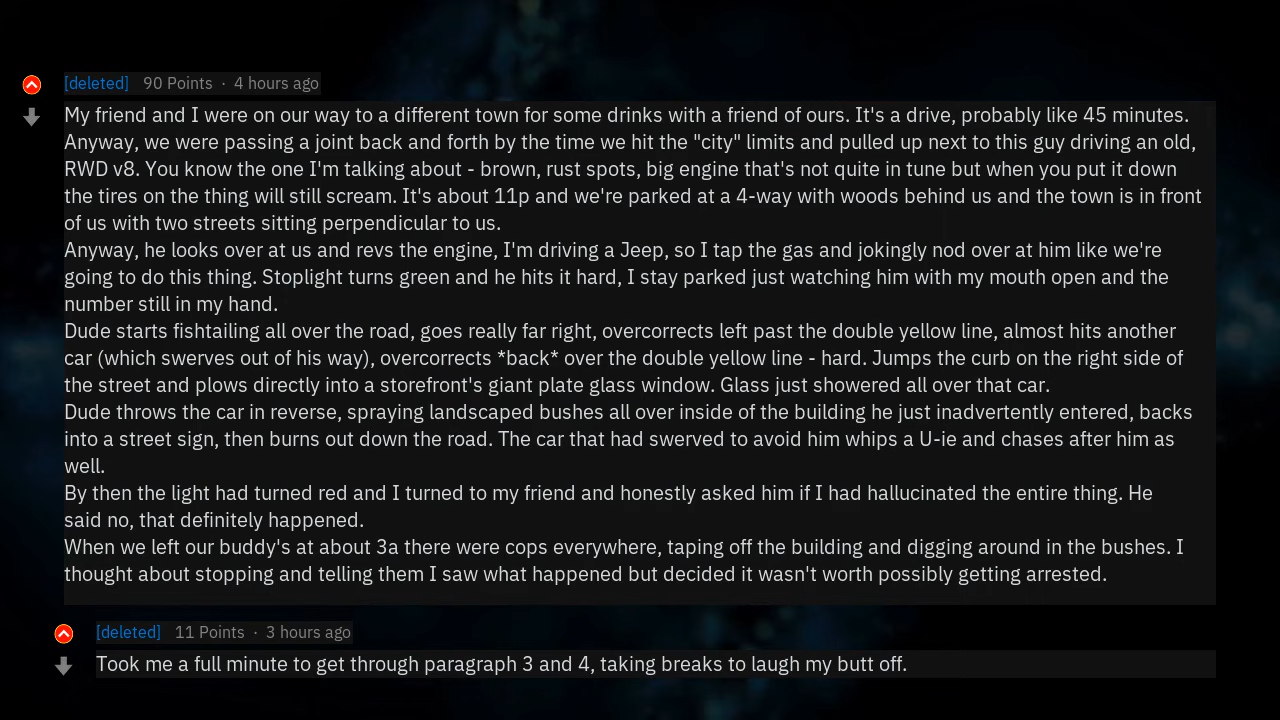 [deleted] 90 Points · 4 hours ago
My friend and I were on our way to a different town for some drinks with a friend of ours. It's a drive, probably like 45 minutes.
Anyway, we were passing a joint back and forth by the time we hit the "city" limits and pulled up next to this guy driving an old,
RWD v8. You know the one I'm talking about - brown, rust spots, big engine that's not quite in tune but when you put it down
the tires on the thing will still scream. It's about 11p and we're parked at a 4-way with woods behind us and the town is in front
of us with two streets sitting perpendicular to us.
Anyway, he looks over at us and revs the engine, I'm driving a Jeep, so I tap the gas and jokingly nod over at him like we're
going to do this thing. Stoplight turns green and he hits it hard, I stay parked just watching him with my mouth open and the
number still in my hand.
Dude starts fishtailing all over the road, goes really far right, overcorrects left past the double yellow line, almost hits another
car (which swerves out of his way), overcorrects *back* over the double yellow line - hard. Jumps the curb on the right side of
the street and plows directly into a storefront's giant plate glass window. Glass just showered all over that car.
Dude throws the car in reverse, spraying landscaped bushes all over inside of the building he just inadvertently entered, backs
into a street sign, then burns out down the road. The car that had swerved to avoid him whips a U-ie and chases after him as
well.
By then the light had turned red and I turned to my friend and honestly asked him if I had hallucinated the entire thing. He
said no, that definitely happened.
When we left our buddy's at about 3a there were cops everywhere, taping off the building and digging around in the bushes. I
thought about stopping and telling them I saw what happened but decided it wasn't worth possibly getting arrested.
[deleted] 11 Points · 3 hours ago
Took me a full minute to get through paragraph 3 and 4, taking breaks to laugh my butt off.